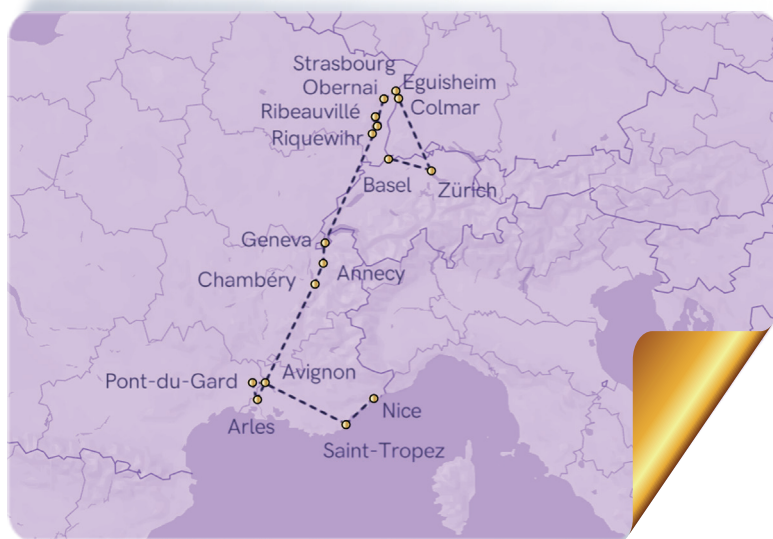 Strasbourg
Eguisheim
Obernai
Colmar
Ribeauvillé
Riquewihr
Basel
Zürich
Geneva
Annecy
Chambéry
Avignon
Pont-du-Gard
Nice
Arles
Saint-Tropez